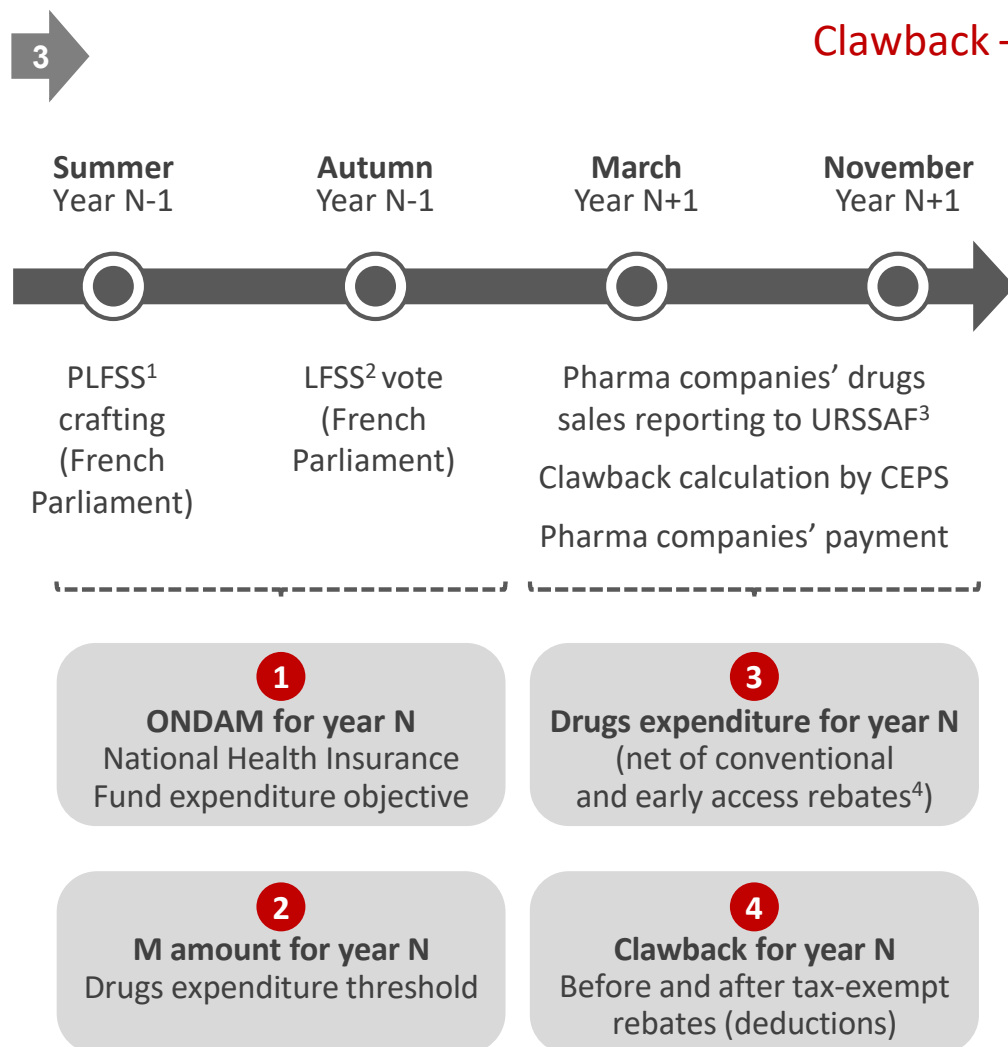 3
Clawback -
Summer
Year N-1
Autumn
Year N-1
March
Year N+1
November
Year N+1
PLFSS¹
crafting
(French
Parliament)
LFSS² vote
(French
Parliament)
Pharma companies’ drugs
sales reporting to URSSAF³
Clawback calculation by CEPS
Pharma companies’ payment
1
ONDAM for year N
National Health Insurance
Fund expenditure objective
3
Drugs expenditure for year N
(net of conventional
and early access rebates⁴)
2
M amount for year N
Drugs expenditure threshold
4
Clawback for year N
Before and after tax-exempt
rebates (deductions)